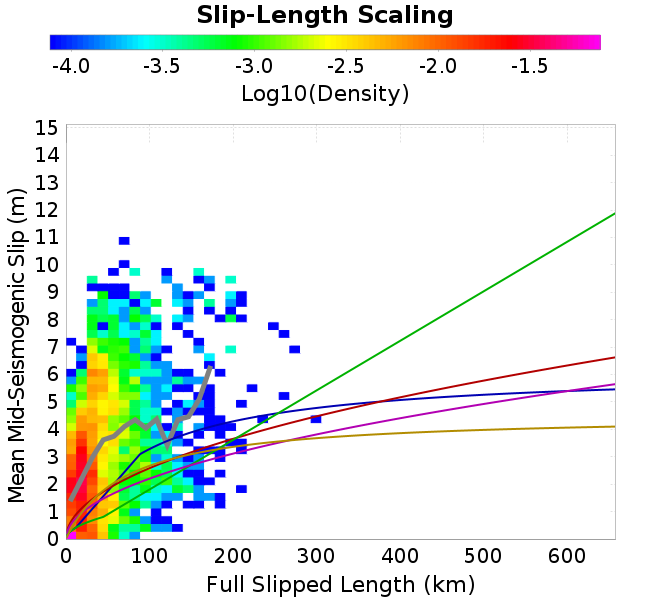 Slip-Length Scaling
-4.0 -3.5 -3.0 -2.5 -2.0 -1.5
Log10(Density)
Mean Mid-Seismogenic Slip (m)
15
14
13
12
11
10
9
8
7
6
5
4
3
2
1
0
0 100 200 300 400 500 600
Full Slipped Length (km)